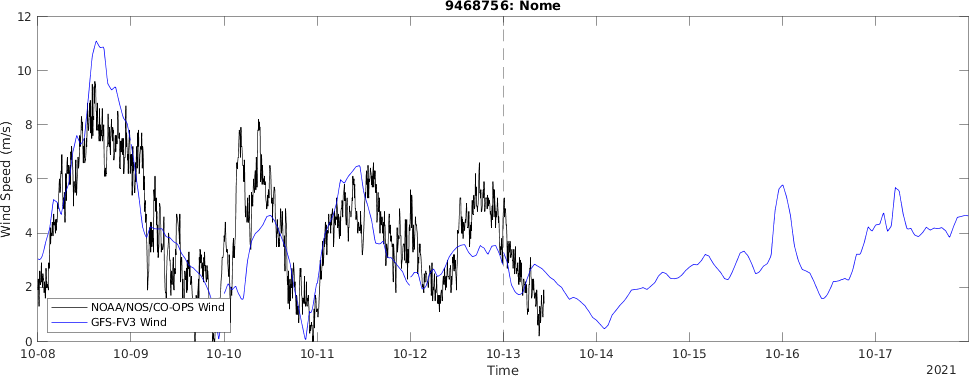 9468756: Nome
12
10
8
6
4
2
0
Wind Speed (m/s)
NOAA/NOS/CO-OPS Wind
GFS-FV3 Wind
10-08 10-09 10-10 10-11 10-12 10-13 10-14 10-15 10-16 10-17
Time
2021